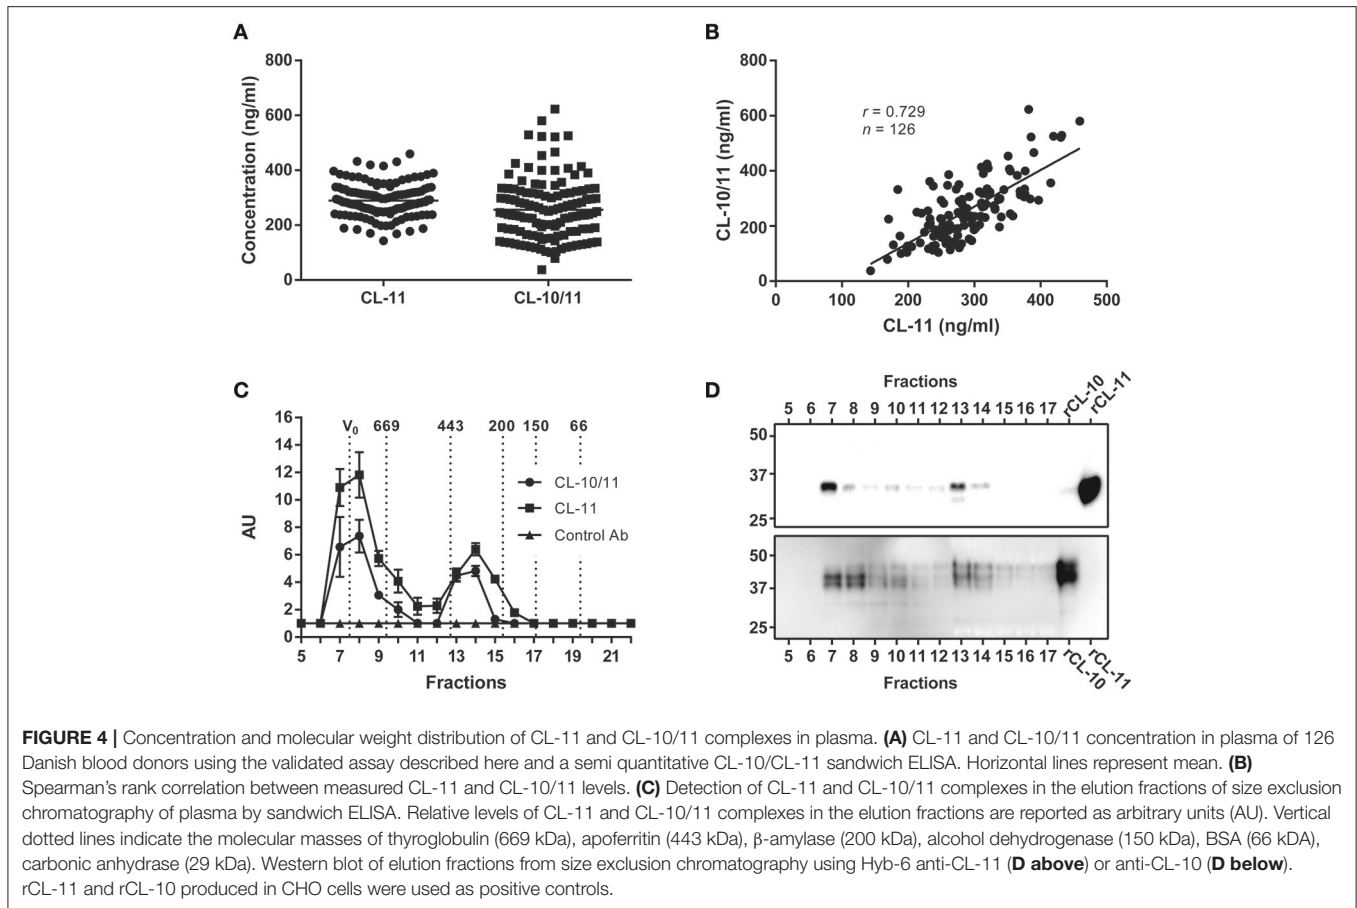 A
800
600
400
200
0
Concentration (ng/ml)
CL-11
CL-10/11
B
800
600
400
200
0
CL-10/11 (ng/ml)
r = 0.729
n = 126
0
100
200
300
400
500
CL-11 (ng/ml)
C
16
14
12
10
8
6
4
2
0
AU
V0
669
443
200
150
66
CL-10/11
CL-11
Control Ab
5
7
9
11
13
15
17
19
21
Fractions
D
Fractions
5 6 7 8 9 10 11 12 13 14 15 16 17 rCL-10 rCL-11
50
37
25
50
37
25
5 6 7 8 9 10 11 12 13 14 15 16 17 rCL-10 rCL-11
Fractions
FIGURE 4 | Concentration and molecular weight distribution of CL-11 and CL-10/11 complexes in plasma. (A) CL-11 and CL-10/11 concentration in plasma of 126
Danish blood donors using the validated assay described here and a semi quantitative CL-10/CL-11 sandwich ELISA. Horizontal lines represent mean. (B)
Spearman's rank correlation between measured CL-11 and CL-10/11 levels. (C) Detection of CL-11 and CL-10/11 complexes in the elution fractions of size exclusion
chromatography of plasma by sandwich ELISA. Relative levels of CL-11 and CL-10/11 complexes in the elution fractions are reported as arbitrary units (AU). Vertical
dotted lines indicate the molecular masses of thyroglobulin (669 kDa), apoferritin (443 kDa), β-amylase (200 kDa), alcohol dehydrogenase (150 kDa), BSA (66 kDA),
carbonic anhydrase (29 kDa). Western blot of elution fractions from size exclusion chromatography using Hyb-6 anti-CL-11 (D above) or anti-CL-10 (D below).
rCL-11 and rCL-10 produced in CHO cells were used as positive controls.